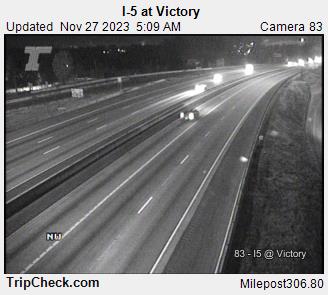 I-5 at Victory
Updated Nov 27 2023 5:09 AM Camera 83
T
NW
83 - I5 @ Victory
TripCheck.com Milepost306.80